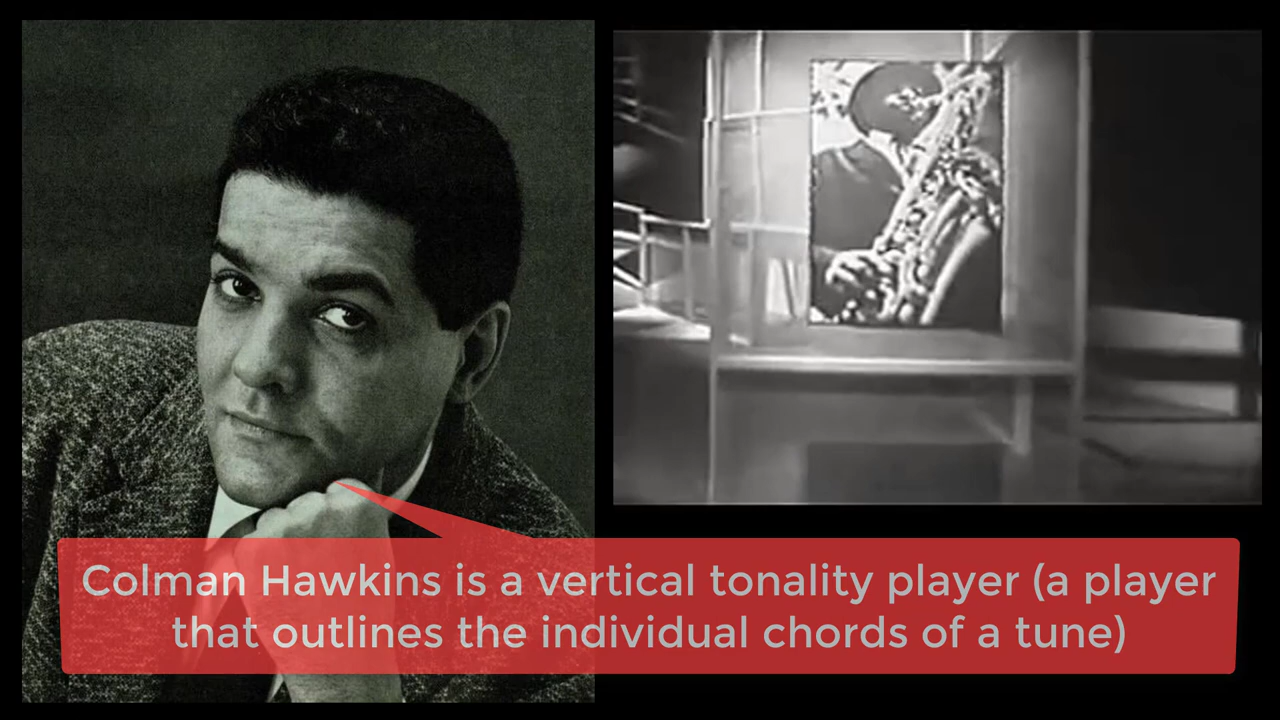 Colman Hawkins is a vertical tonality player (a player
that outlines the individual chords of a tune)